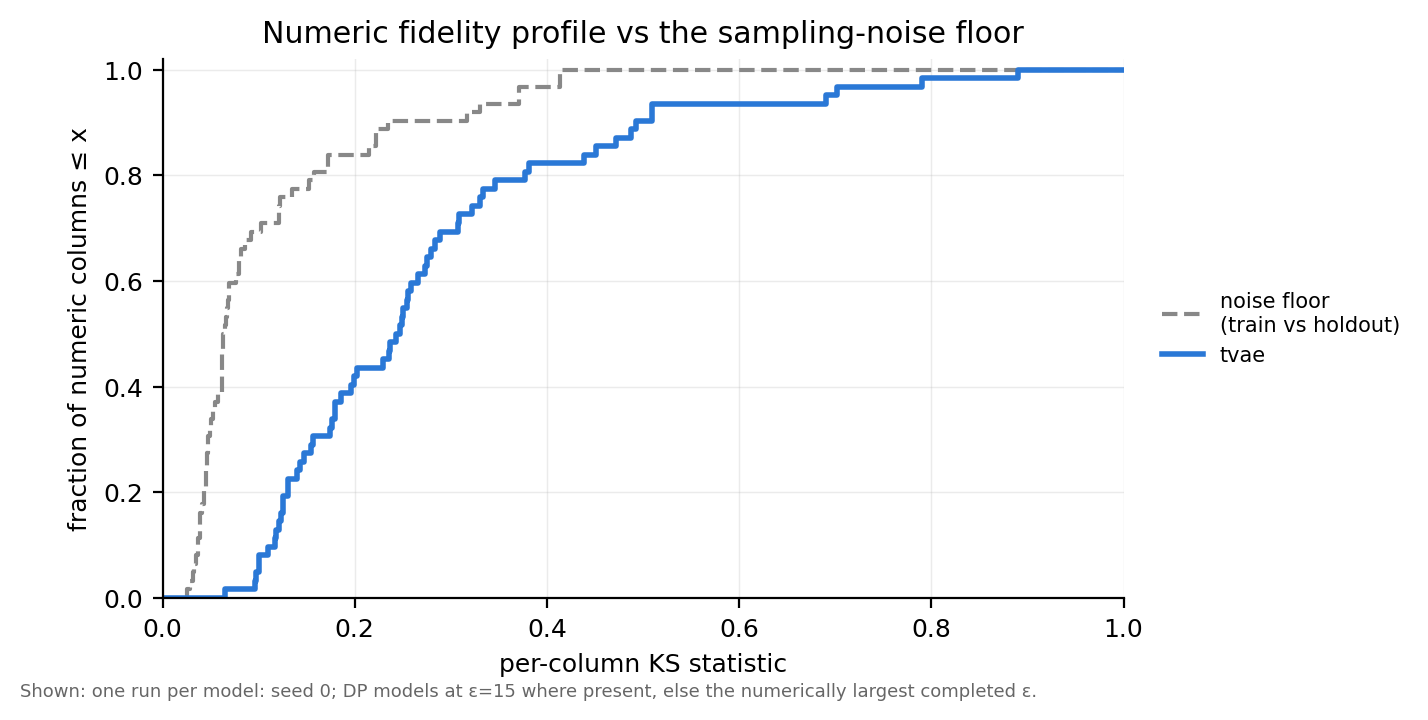 Numeric fidelity profile vs the sampling-noise floor
fraction of numeric columns ≤ x
1.0
0.8
0.6
0.4
0.2
0.0
0.0 0.2 0.4 0.6 0.8 1.0
per-column KS statistic
noise floor
(train vs holdout)
tvae
Shown: one run per model: seed 0; DP models at ε=15 where present, else the numerically largest completed ε.